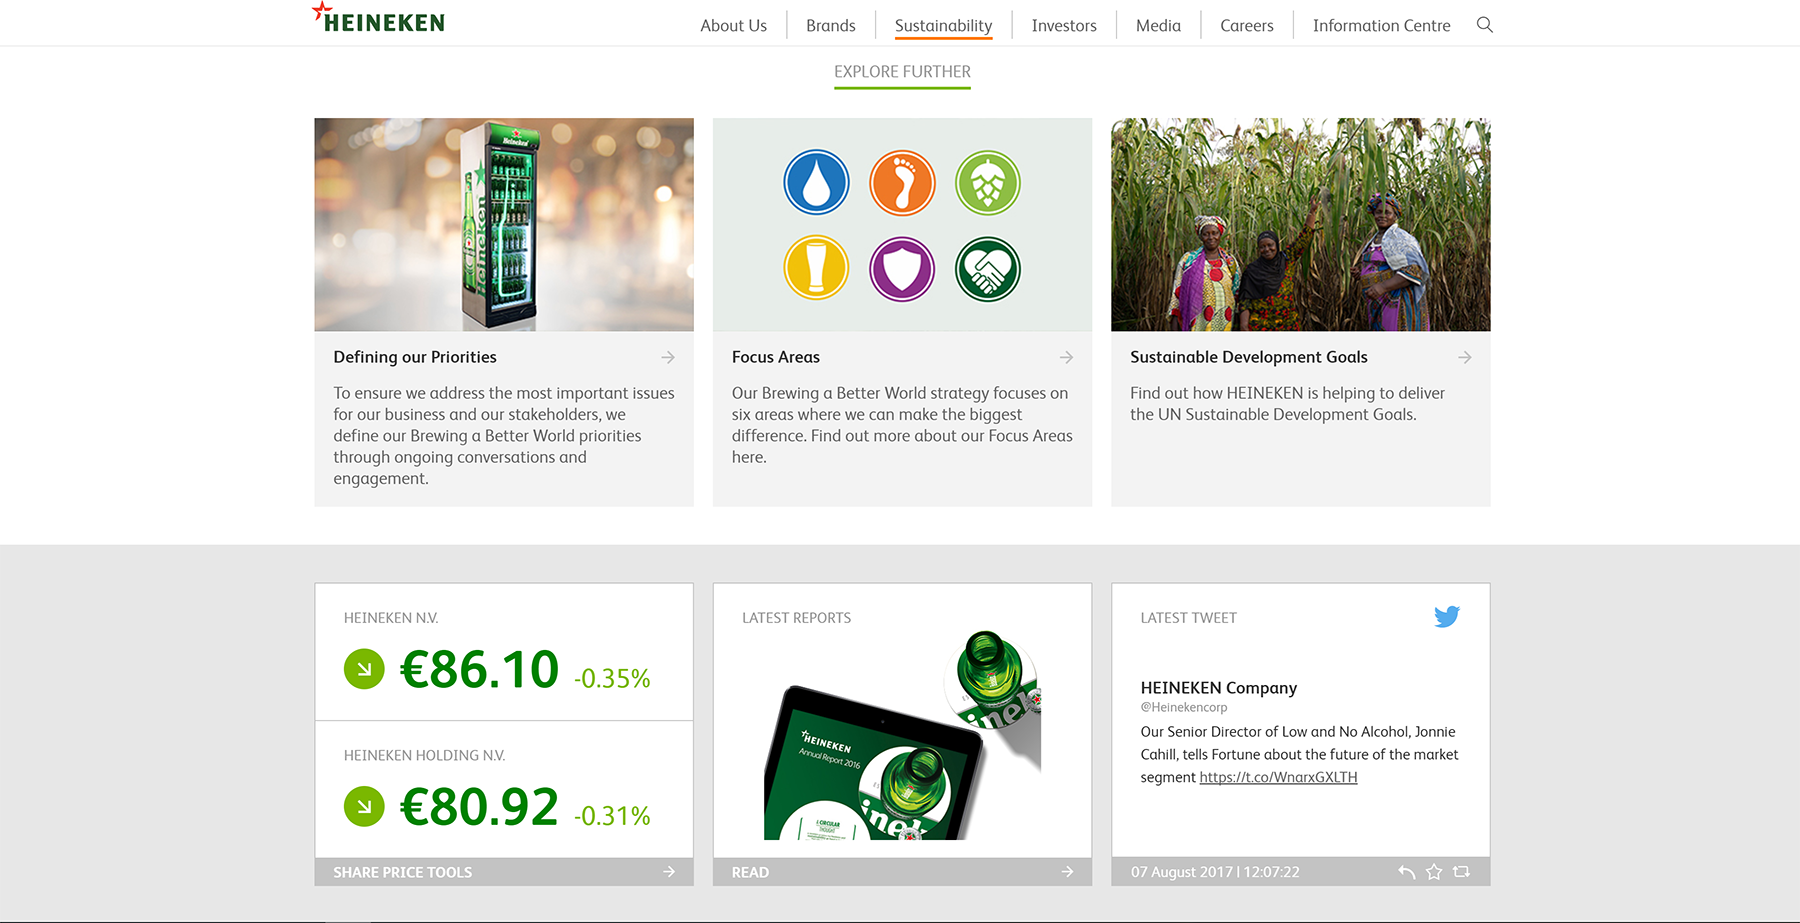 HEINEKEN
About Us
Brands
Sustainability
Investors
Media
Careers
Information Centre
EXPLORE FURTHER
Heineken
Heineken
Defining our Priorities
To ensure we address the most important issues
for our business and our stakeholders, we
define our Brewing a Better World priorities
through ongoing conversations and
engagement.
Focus Areas
Our Brewing a Better World strategy focuses on
six areas where we can make the biggest
difference. Find out more about our Focus Areas
here.
Sustainable Development Goals
Find out how HEINEKEN is helping to deliver
the UN Sustainable Development Goals.
HEINEKEN N.V.
€86.10 -0.35%
HEINEKEN HOLDING N.V.
€80.92 -0.31%
SHARE PRICE TOOLS
LATEST REPORTS
HEINEKEN
Annual Report 2016
READ
LATEST TWEET
HEINEKEN Company
@Heinekencorp
Our Senior Director of Low and No Alcohol, Jonnie
Cahill, tells Fortune about the future of the market
segment https://t.co/WnarxGXLTH
07 August 2017 | 12:07:22